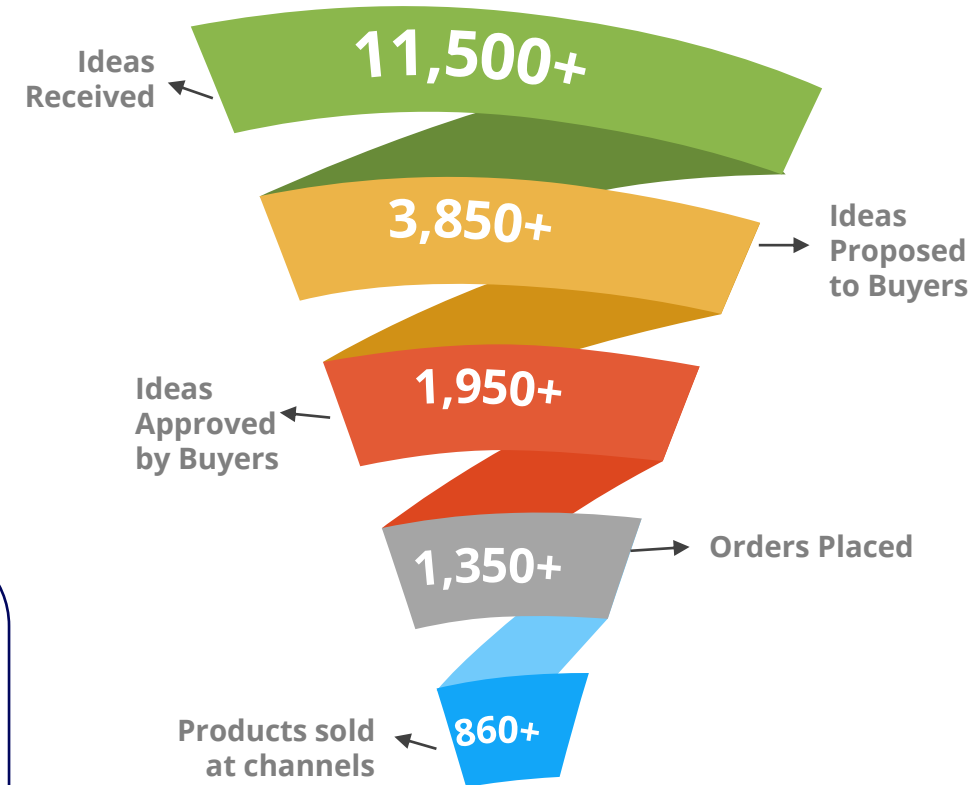 11,500+
Ideas
Received
3,850+
Ideas
Proposed
to Buyers
1,950+
Ideas
Approved
by Buyers
1,350+
Orders Placed
860+
Products sold
at channels